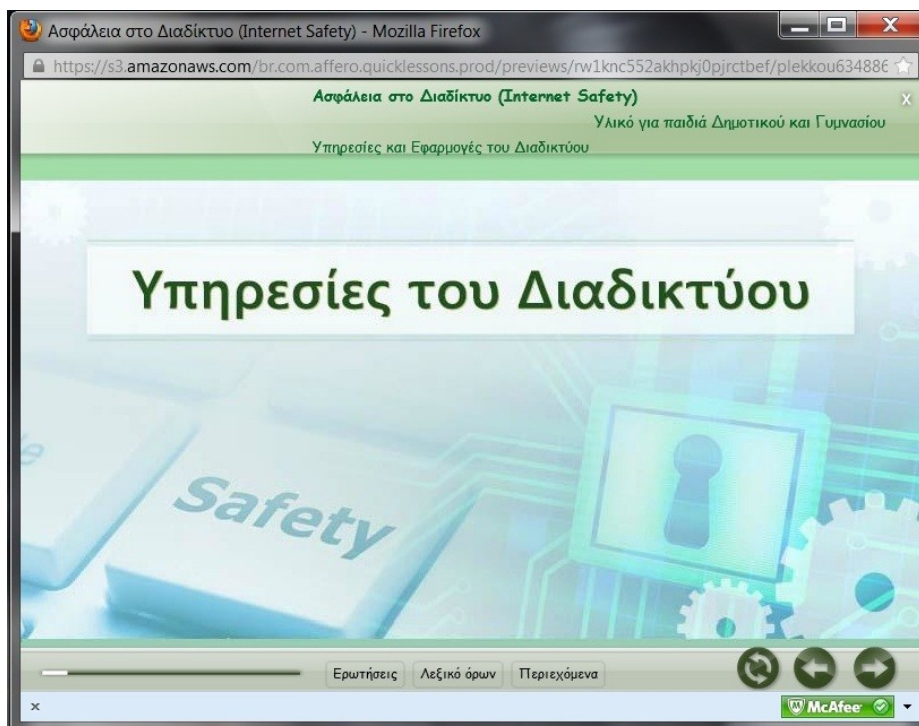 Ασφάλεια στο Διαδίκτυο (Internet Safety) - Mozilla Firefox
https://s3.amazonaws.com/br.com.affero.quicklessons.prod/previews/rw1knc552akhpkj0pjrctbef/plekkou634886
Ασφάλεια στο Διαδίκτυο (Internet Safety)
X
Υλικό για παιδιά Δημοτικού και Γυμνασίου
Υπηρεσίες και Εφαρμογές του Διαδικτύου
Υπηρεσίες του Διαδικτύου
Safety
Ερωτήσεις Λεξικό όρων Περιεχόμενα
x
McAfee